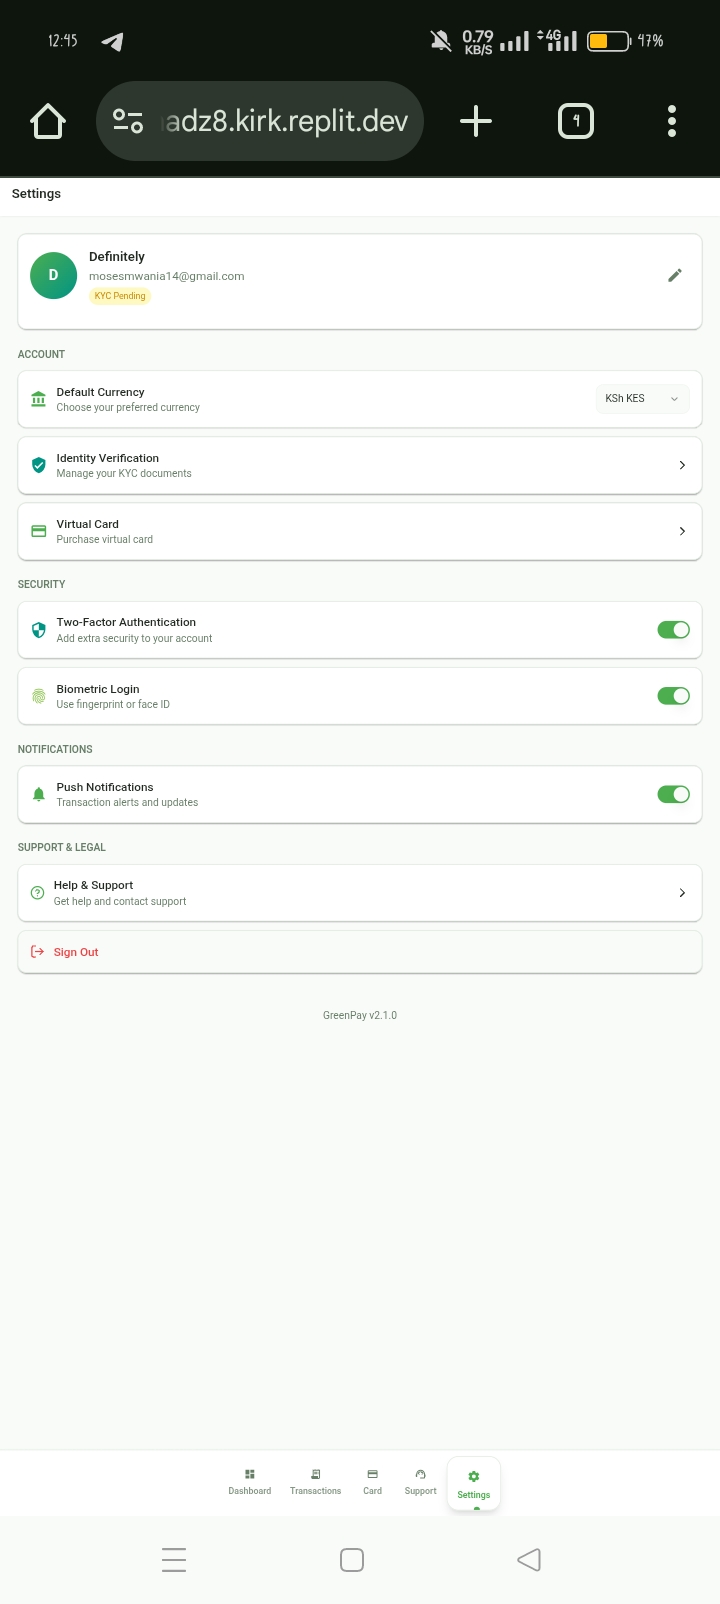 12:45
0.79
KB/S
4G
47%
adz8.kirk.replit.dev
4
Settings
D
Definitely
mosesmwania14@gmail.com
KYC Pending
ACCOUNT
Default Currency
Choose your preferred currency
KSh KES
Identity Verification
Manage your KYC documents
Virtual Card
Purchase virtual card
SECURITY
Two-Factor Authentication
Add extra security to your account
Biometric Login
Use fingerprint or face ID
NOTIFICATIONS
Push Notifications
Transaction alerts and updates
SUPPORT & LEGAL
Help & Support
Get help and contact support
Sign Out
GreenPay v2.1.0
Dashboard
Transactions
Card
Support
Settings